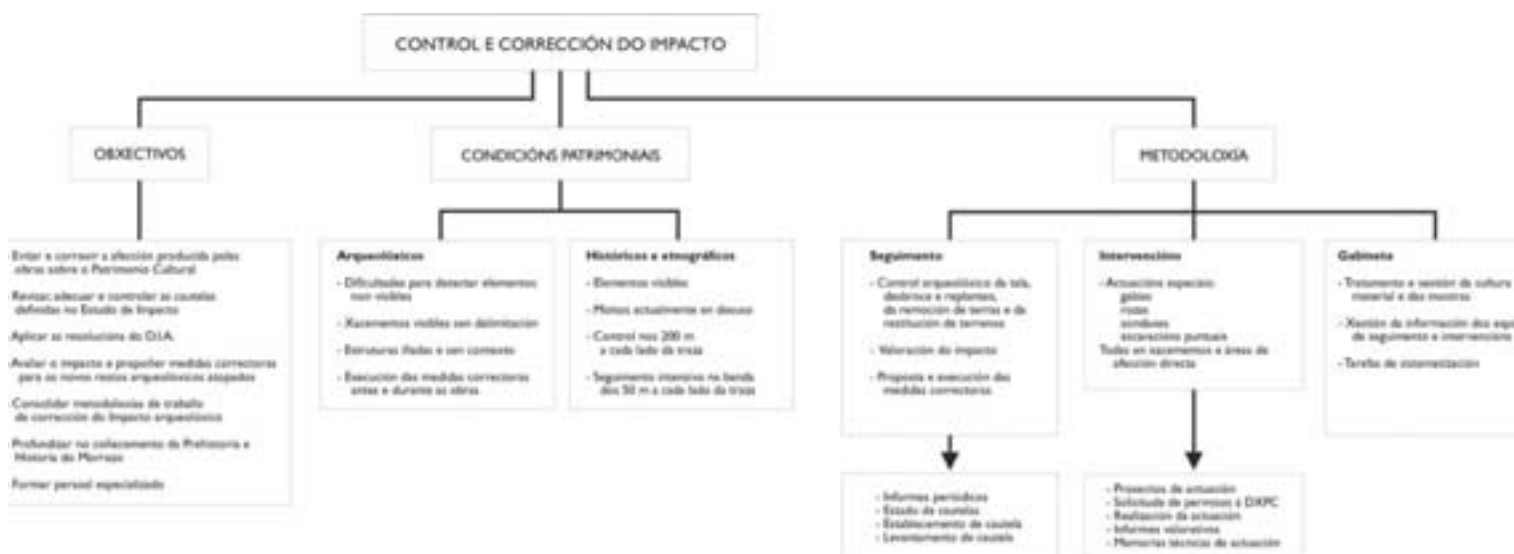 CONTROL E CORRECCIÓN DO IMPACTO
OBXECTIVOS
Evitar e correxir a afección producida polas
obras sobre o Patrimonio Cultural
Revisar, adecuar e controlar as cautelas
definidas no Estudo de Impacto
Aplicar as resolucións da D.I.A.
Avaliar o impacto e propoñer medidas correctoras
para os novos restos arqueolóxicos atopados
Consolidar metodoloxías de traballo
de corrección do Impacto arqueolóxico
Profundizar no coñecemento da Prehistoria e
Historia do Morrazo
Formar persoal especializado
CONDICIÓNS PATRIMONIAIS
Arqueolóxicos
- Dificultades para detectar elementos
non visibles
- Xacementos visibles sen delimitación
- Estruturas illadas e sen contexto
- Execución das medidas correctoras
antes e durante as obras
Históricos e etnográficos
- Elementos visibles
- Moitos actualmente en desuso
- Control nos 200 m
a cada lado da traza
- Seguimento intensivo na banda
dos 50 m a cada lado da traza
METODOLOXÍA
Seguimento
- Control arqueolóxico da tala,
desbroce e replanteo,
da remoción de terras e da
restitución de terreos
- Valoración do impacto
- Proposta e execución das
medidas correctoras
- Informes periódicos
- Estado de cautelas
- Establecemento de cautela
- Levantamento de cautela
Intervencións
- Actuacións especiais:
gabias
rozas
sondaxes
escavacións puntuais
Todas en xacementos e áreas de
afección directa
- Proxectos de actuación
- Solicitude de permisos á DXPC
- Realización da actuación
- Informes valorativos
- Memorias técnicas de actuación
Gabinete
- Tratamento e xestión de cultura
material e das mostras
- Xestión da información dos
de seguimento e intervencións
- Tarefas de sistematización